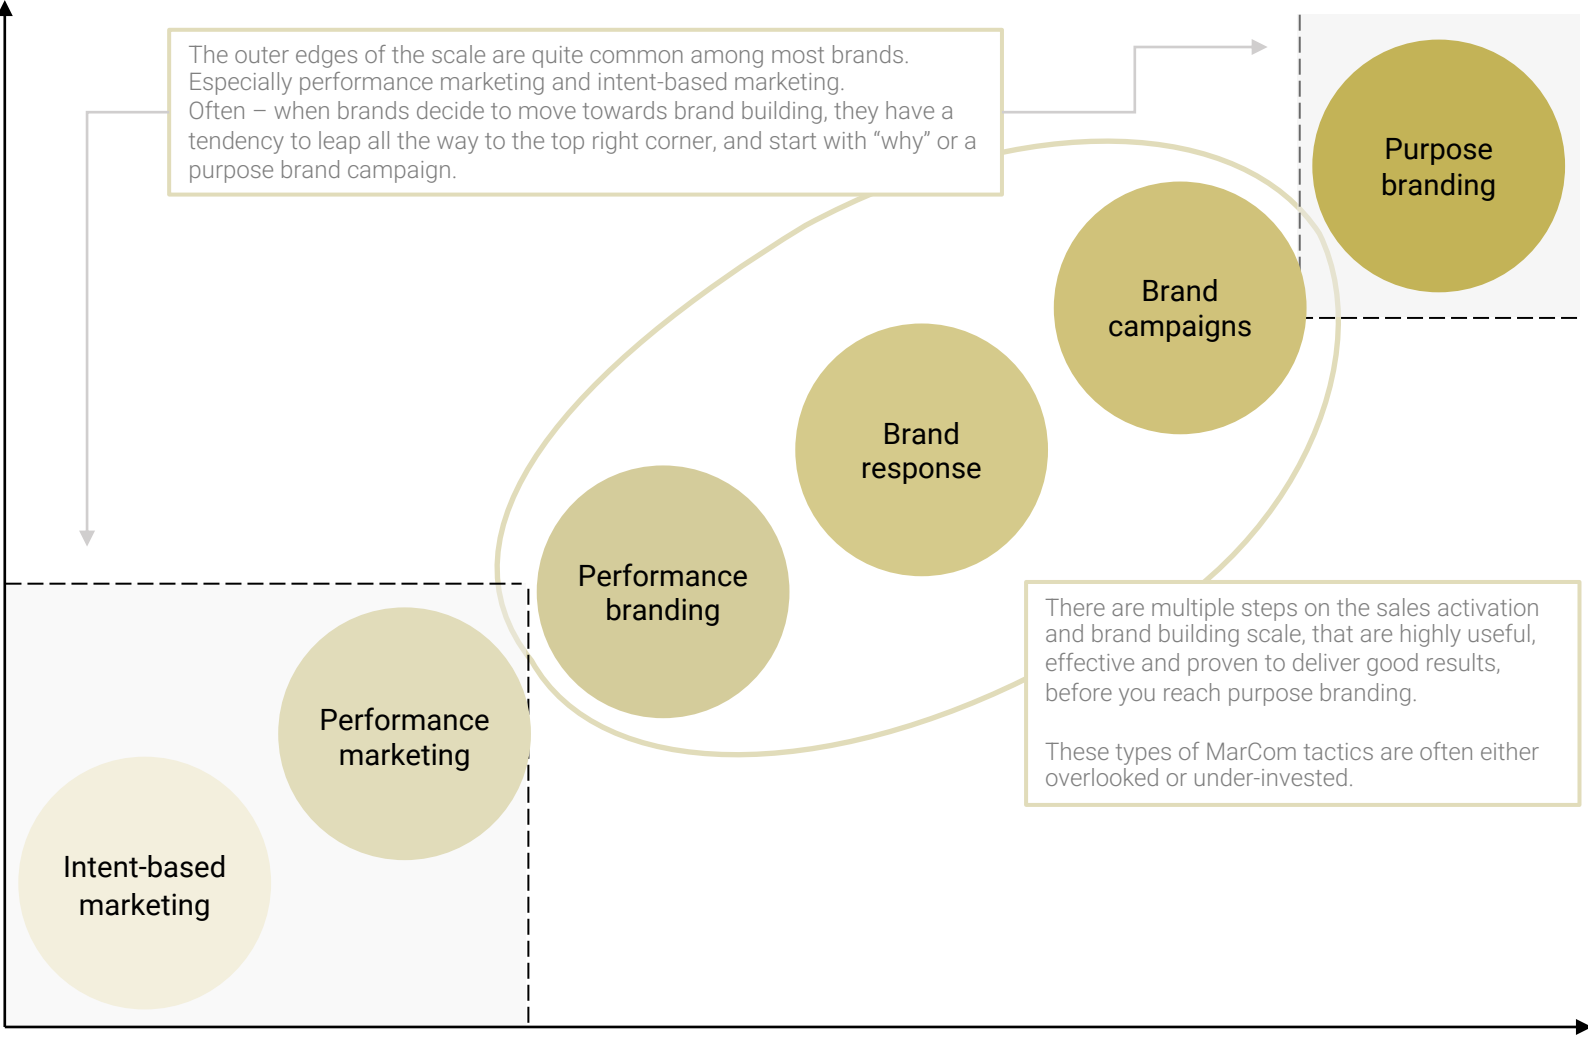 The outer edges of the scale are quite common among most brands.
Especially performance marketing and intent-based marketing.
Often – when brands decide to move towards brand building, they have a
tendency to leap all the way to the top right corner, and start with “why” or a
purpose brand campaign.
Purpose
branding
Brand
campaigns
Brand
response
Performance
branding
There are multiple steps on the sales activation
and brand building scale, that are highly useful,
effective and proven to deliver good results,
before you reach purpose branding.
These types of MarCom tactics are often either
overlooked or under-invested.
Performance
marketing
Intent-based
marketing